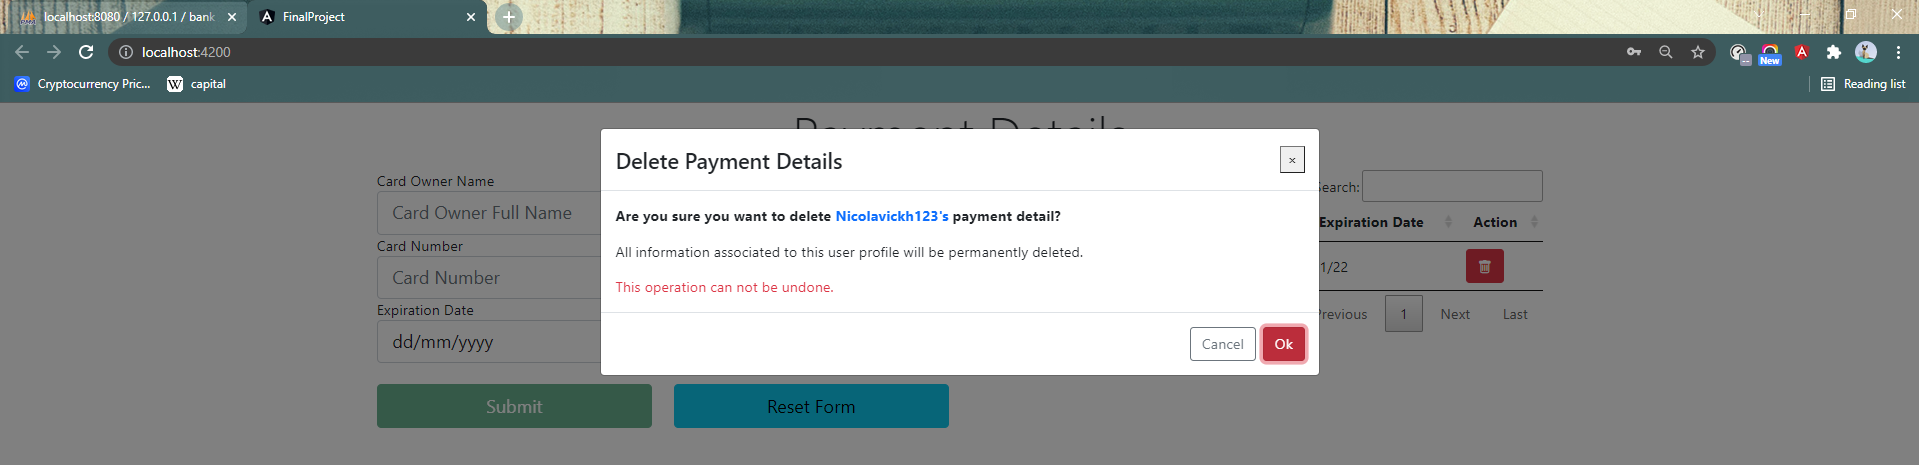 localhost:8080 / 127.0.0.1 / bank
FinalProject
localhost:4200
New
Cryptocurrency Pric...
W capital
Reading list
Payment Details
Delete Payment Details
×
Card Owner Name
Search:
Card Owner Full Name
Are you sure you want to delete Nicolavickh123's payment detail?
Expiration Date
Action
Card Number
All information associated to this user profile will be permanently deleted.
Card Number
1/22
This operation can not be undone.
Expiration Date
Previous
1
Next
Last
dd/mm/yyyy
Cancel
Ok
Submit
Reset Form